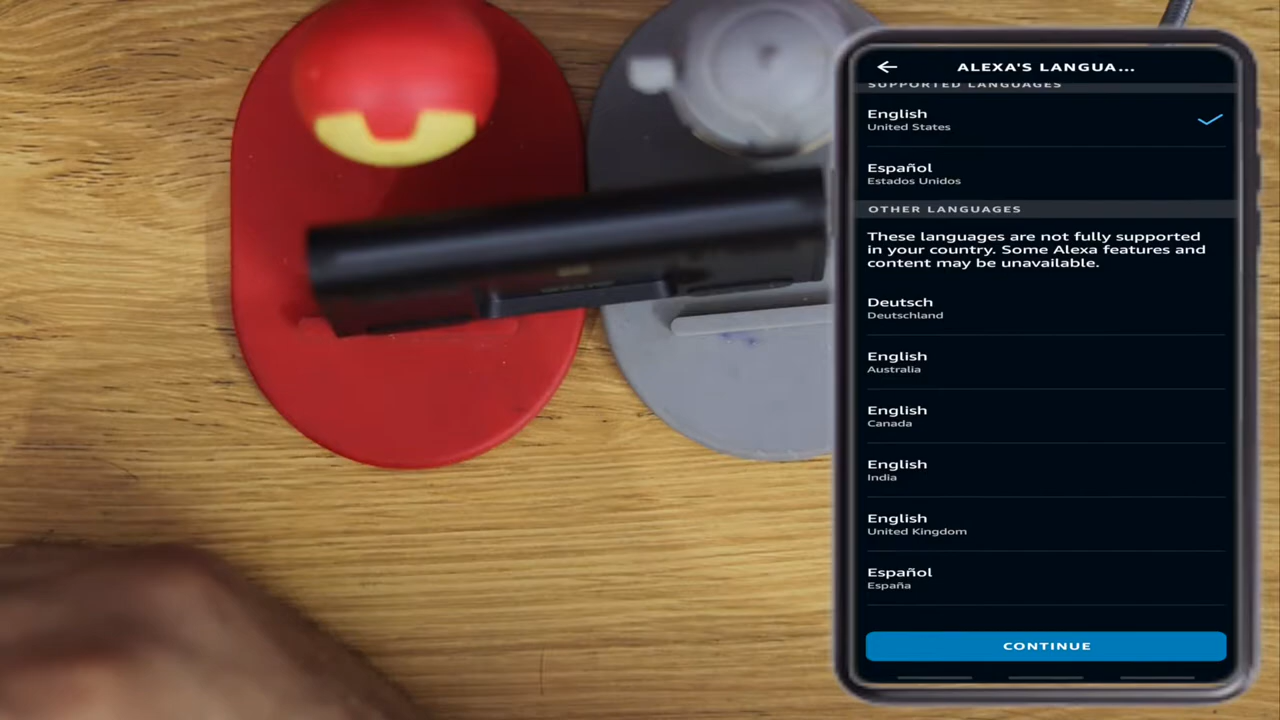 ALEXA'S LANGUA...
SUPPORTED LANGUAGES
English
United States
Español
Estados Unidos
OTHER LANGUAGES
These languages are not fully supported
in your country. Some Alexa features and
content may be unavailable.
Deutsch
Deutschland
English
Australia
English
Canada
English
India
English
United Kingdom
Español
España
CONTINUE